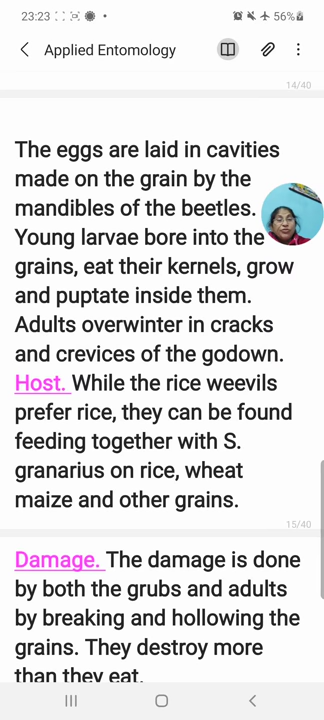 23:23
56%
Applied Entomology
14/40
The eggs are laid in cavities
made on the grain by the
mandibles of the beetles.
Young larvae bore into the
grains, eat their kernels, grow
and puptate inside them.
Adults overwinter in cracks
and crevices of the godown.
Host. While the rice weevils
prefer rice, they can be found
feeding together with S.
granarius on rice, wheat
maize and other grains.
15/40
Damage. The damage is done
by both the grubs and adults
by breaking and hollowing the
grains. They destroy more
than they eat.